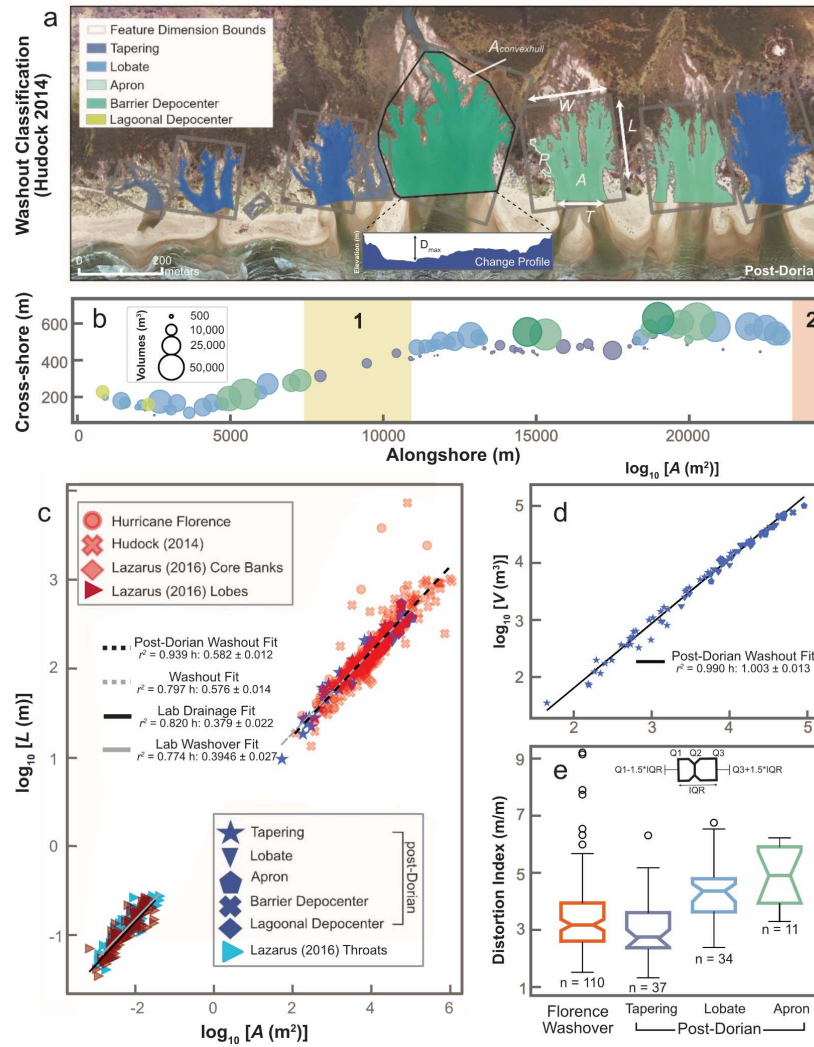 a
Feature Dimension Bounds
Tapering
Lobate
Apron
Barrier Depocenter
Lagoonal Depocenter
Washout Classification
(Hudock 2014)
Aconvexhull
W
L
P
A
T
Elevation (m)
Dmax
Change Profile
0 200
meters
Post-Dorian
b
Volumes (m³)
500
10,000
25,000
50,000
1
2
Cross-shore (m)
600
400
200
0 5000 10000 15000 20000
Alongshore (m)
log10 [A (m²)]
c
Hurricane Florence
Hudock (2014)
Lazarus (2016) Core Banks
Lazarus (2016) Lobes
Post-Dorian Washout Fit
r² = 0.939 h: 0.582 ± 0.012
Washout Fit
r² = 0.797 h: 0.576 ± 0.014
Lab Drainage Fit
r² = 0.820 h: 0.379 ± 0.022
Lab Washover Fit
r² = 0.774 h: 0.3946 ± 0.027
Tapering
Lobate
Apron
Barrier Depocenter
Lagoonal Depocenter
post-Dorian
Lazarus (2016) Throats
log10 [L (m)]
4
3
2
1
0
-1
-2 0 2 4 6
log10 [A (m²)]
d
log10 [V (m³)]
5
4
3
2
Post-Dorian Washout Fit
r² = 0.990 h: 1.003 ± 0.013
2 3 4 5
e
Q1 Q2 Q3
Q1-1.5*IQR
Q3+1.5*IQR
IQR
Distortion Index (m/m)
9
7
5
3
1
n = 110
n = 37
n = 34
n = 11
Florence
Washover
Tapering Lobate Apron
Post-Dorian